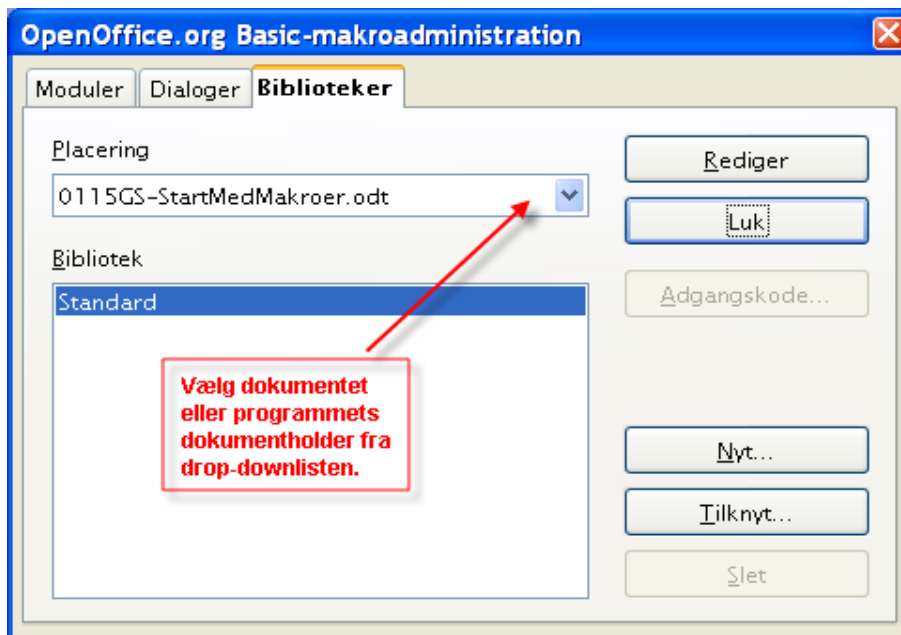 OpenOffice.org Basic-makroadministration
Moduler Dialoger Biblioteker
Placering
0115GS-StartMedMakroer.odt
Rediger
Luk
Bibliotek
Standard
Adgangskode...
Vælg dokumentet
eller programmets
dokumentholder fra
drop-downlisten.
Nyt...
Tilknyt...
Slet